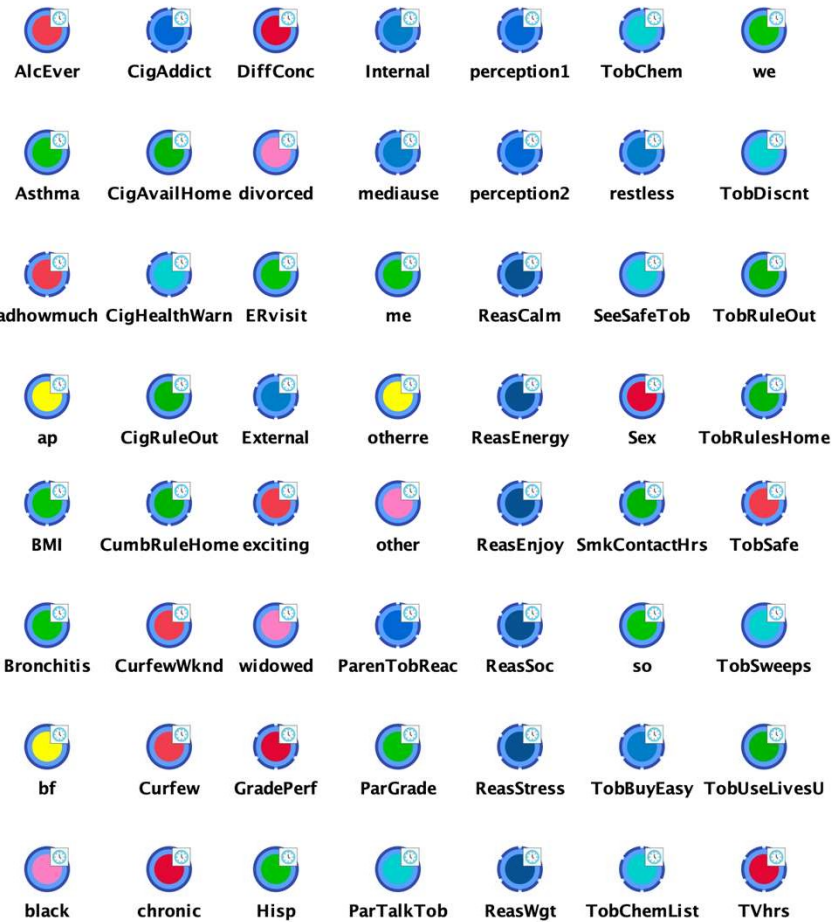 AlcEver CigAddict DiffConc Internal perception1 TobChem we
Asthma CigAvailHome divorced mediause perception2 restless TobDiscnt
adhowmuch CigHealthWarn ERvisit me ReasCalm SeeSafeTob TobRuleOut
ap CigRuleOut External otherre ReasEnergy Sex TobRulesHome
BMI CumbRuleHome exciting other ReasEnjoy SmkContactHrs TobSafe
Bronchitis CurfewWknd widowed ParenTobReac ReasSoc so TobSweeps
bf Curfew GradePerf ParGrade ReasStress TobBuyEasy TobUseLivesU
black chronic Hisp ParTalkTob ReasWgt TobChemList TVhrs